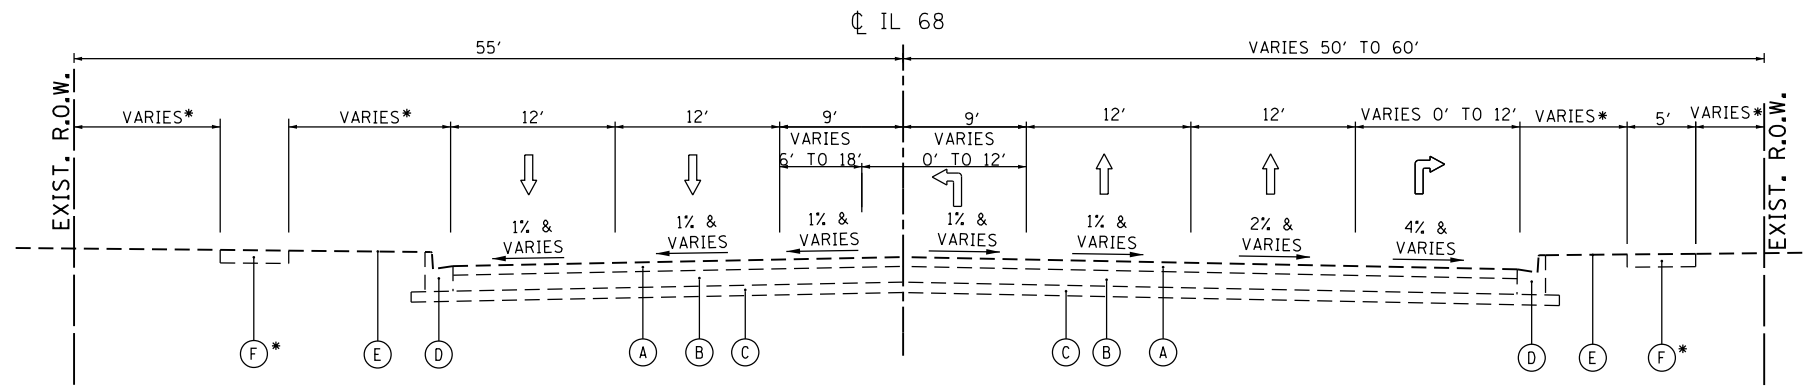 ℄ IL 68
55' VARIES 50' TO 60'
EXIST. R.O.W.
VARIES* VARIES* 12' 12' 9' 9' 12' 12' VARIES 0' TO 12' VARIES* 5' VARIES*
VARIES VARIES
6' TO 18' 0' TO 12'
EXIST. R.O.W.
1% & 1% & 1% & 1% & 1% & 2% & 4% &
VARIES VARIES VARIES VARIES VARIES VARIES VARIES
F* E D A B C C B A D E F*